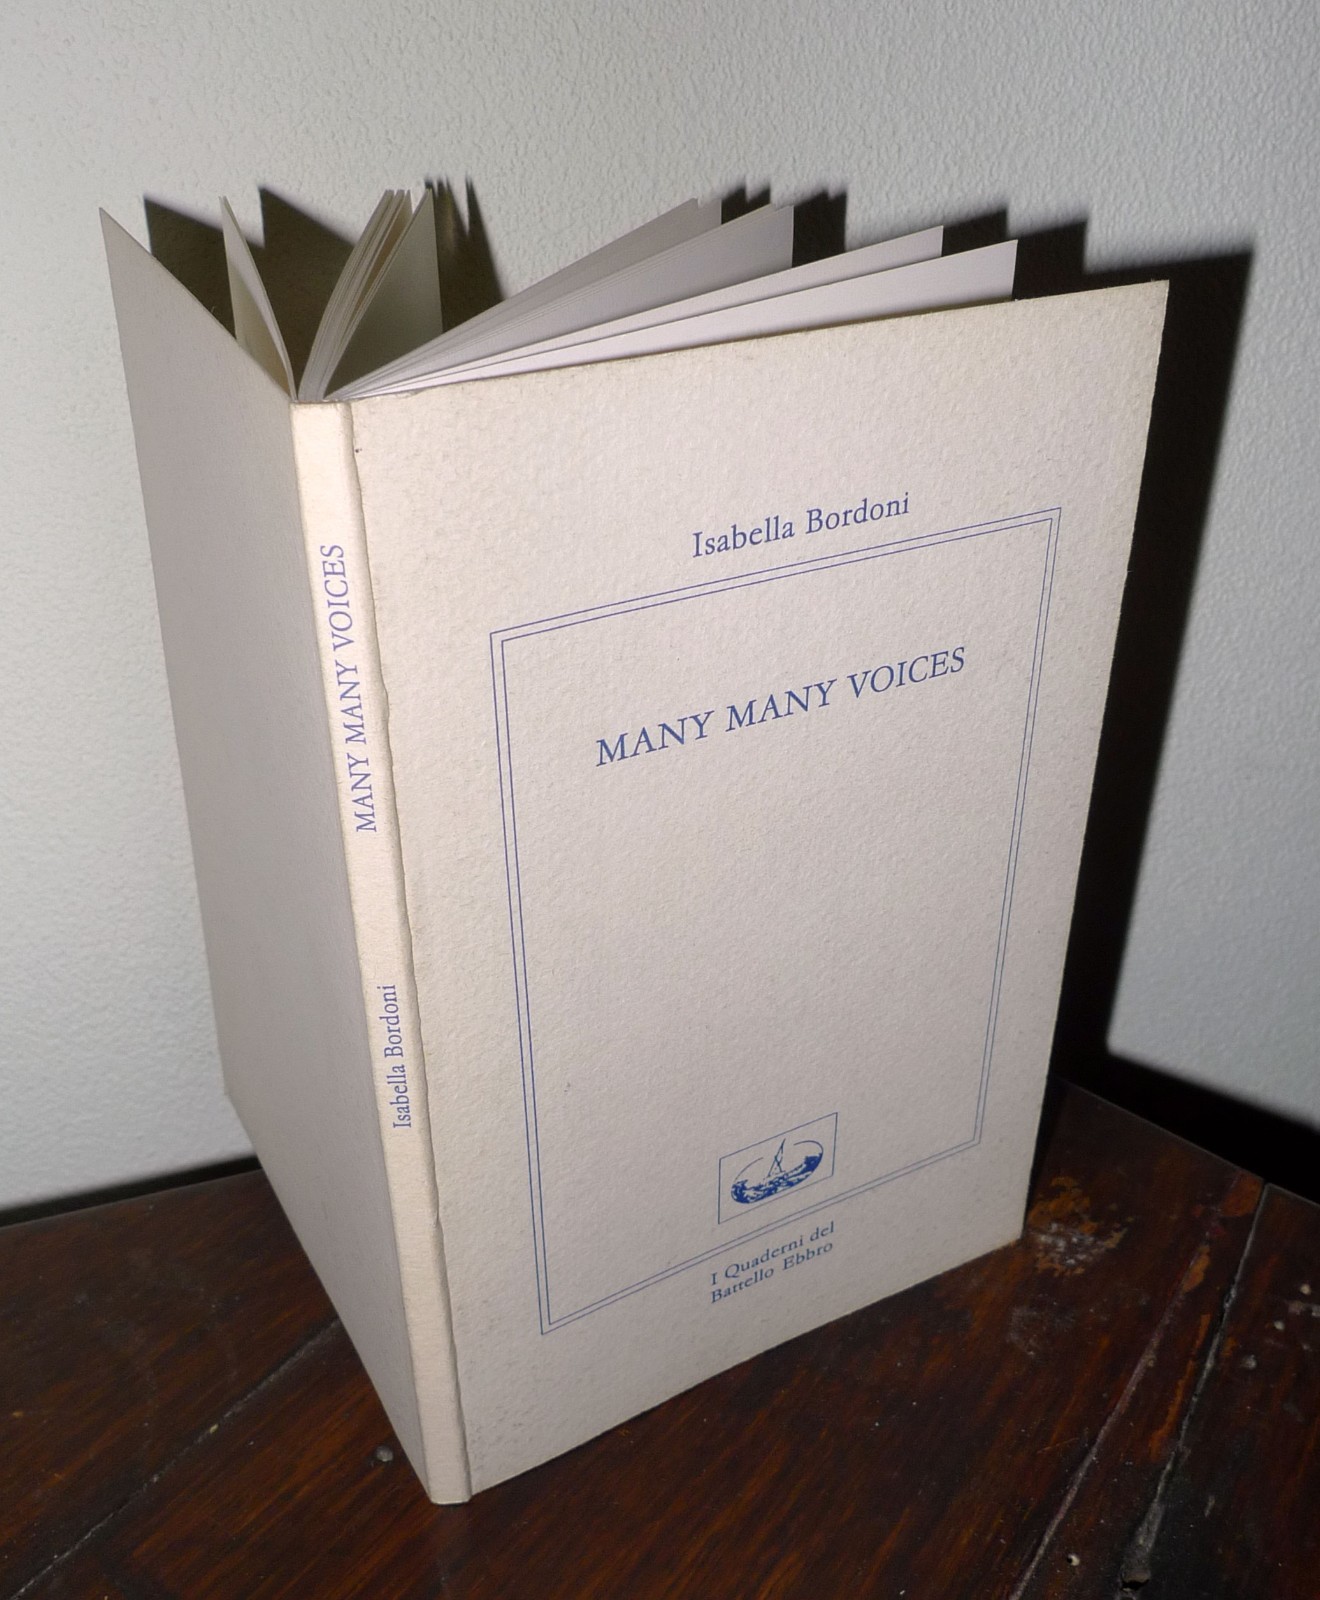 MANY MANY VOICES
Isabella Bordoni
Isabella Bordoni
MANY MANY VOICES
I Quaderni del
Battello Ebbro